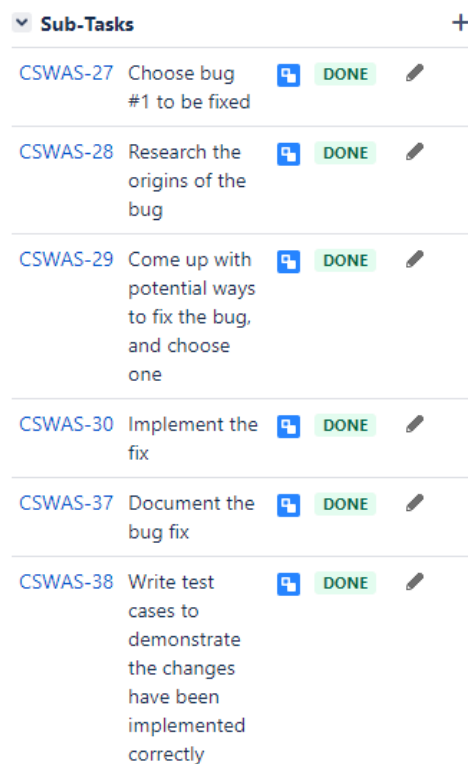 Sub-Tasks +
CSWAS-27 Choose bug DONE
#1 to be fixed
CSWAS-28 Research the DONE
origins of the
bug
CSWAS-29 Come up with DONE
potential ways
to fix the bug,
and choose
one
CSWAS-30 Implement the DONE
fix
CSWAS-37 Document the DONE
bug fix
CSWAS-38 Write test DONE
cases to
demonstrate
the changes
have been
implemented
correctly